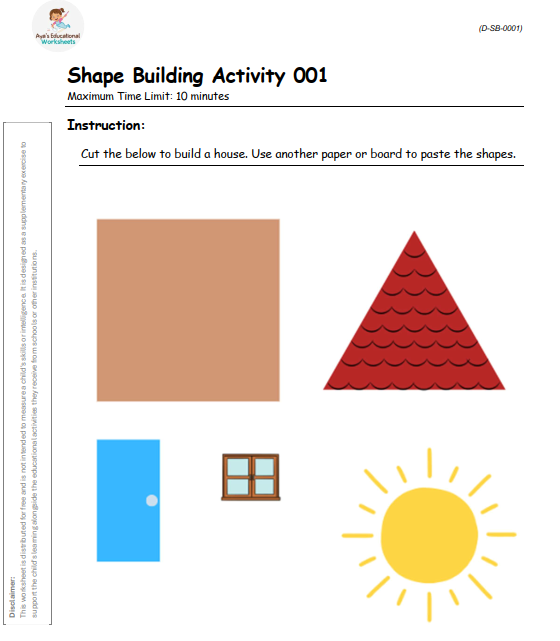 Aya's Educational
Worksheets
(D-SB-0001)
Shape Building Activity 001
Maximum Time Limit: 10 minutes
Instruction:
Cut the below to build a house. Use another paper or board to paste the shapes.
Disclaimer:
This worksheet is distributed for free and is not intended to measure a child's skills or intelligence. It is designed as a supplementary exercise to
support the child's learning alongside the educational activities they receive from schools or other institutions.